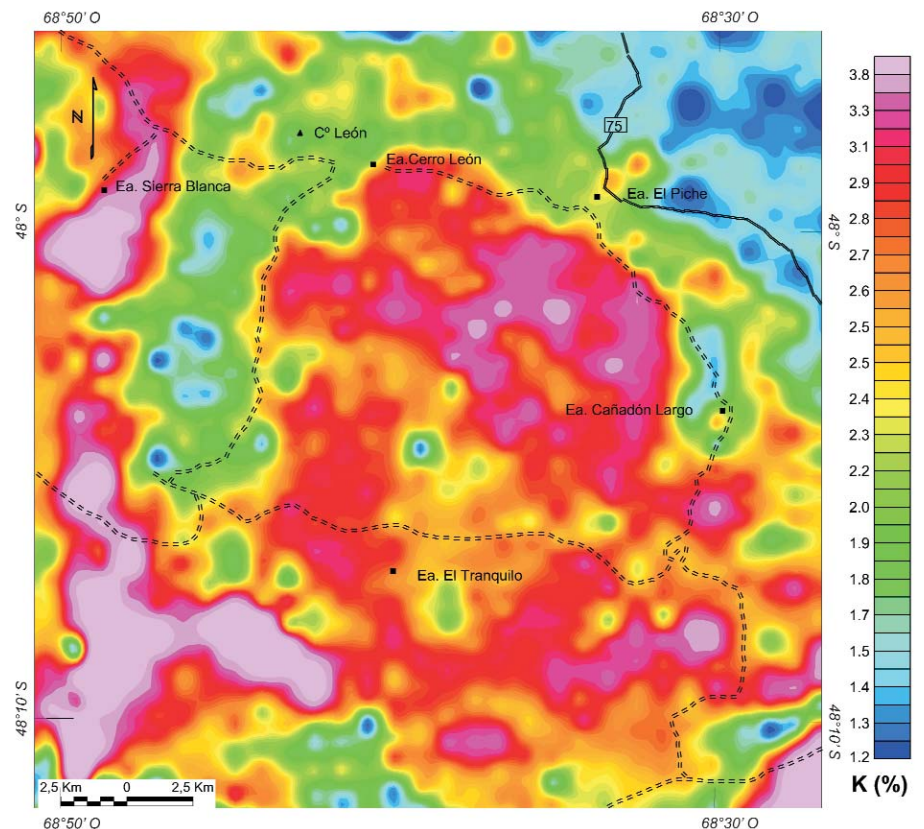 68°50' O
68°30' O
N
75
Cº León
Ea.Cerro León
Ea. Sierra Blanca
Ea. El Piche
48° S
48° S
Ea. Cañadón Largo
Ea. El Tranquilo
48°10' S
48°10' S
2,5 Km 0 2,5 Km
68°50' O
68°30' O
3.8
3.3
3.1
2.9
2.8
2.7
2.6
2.5
2.5
2.4
2.3
2.2
2.0
1.9
1.8
1.7
1.5
1.4
1.3
1.2
K (%)